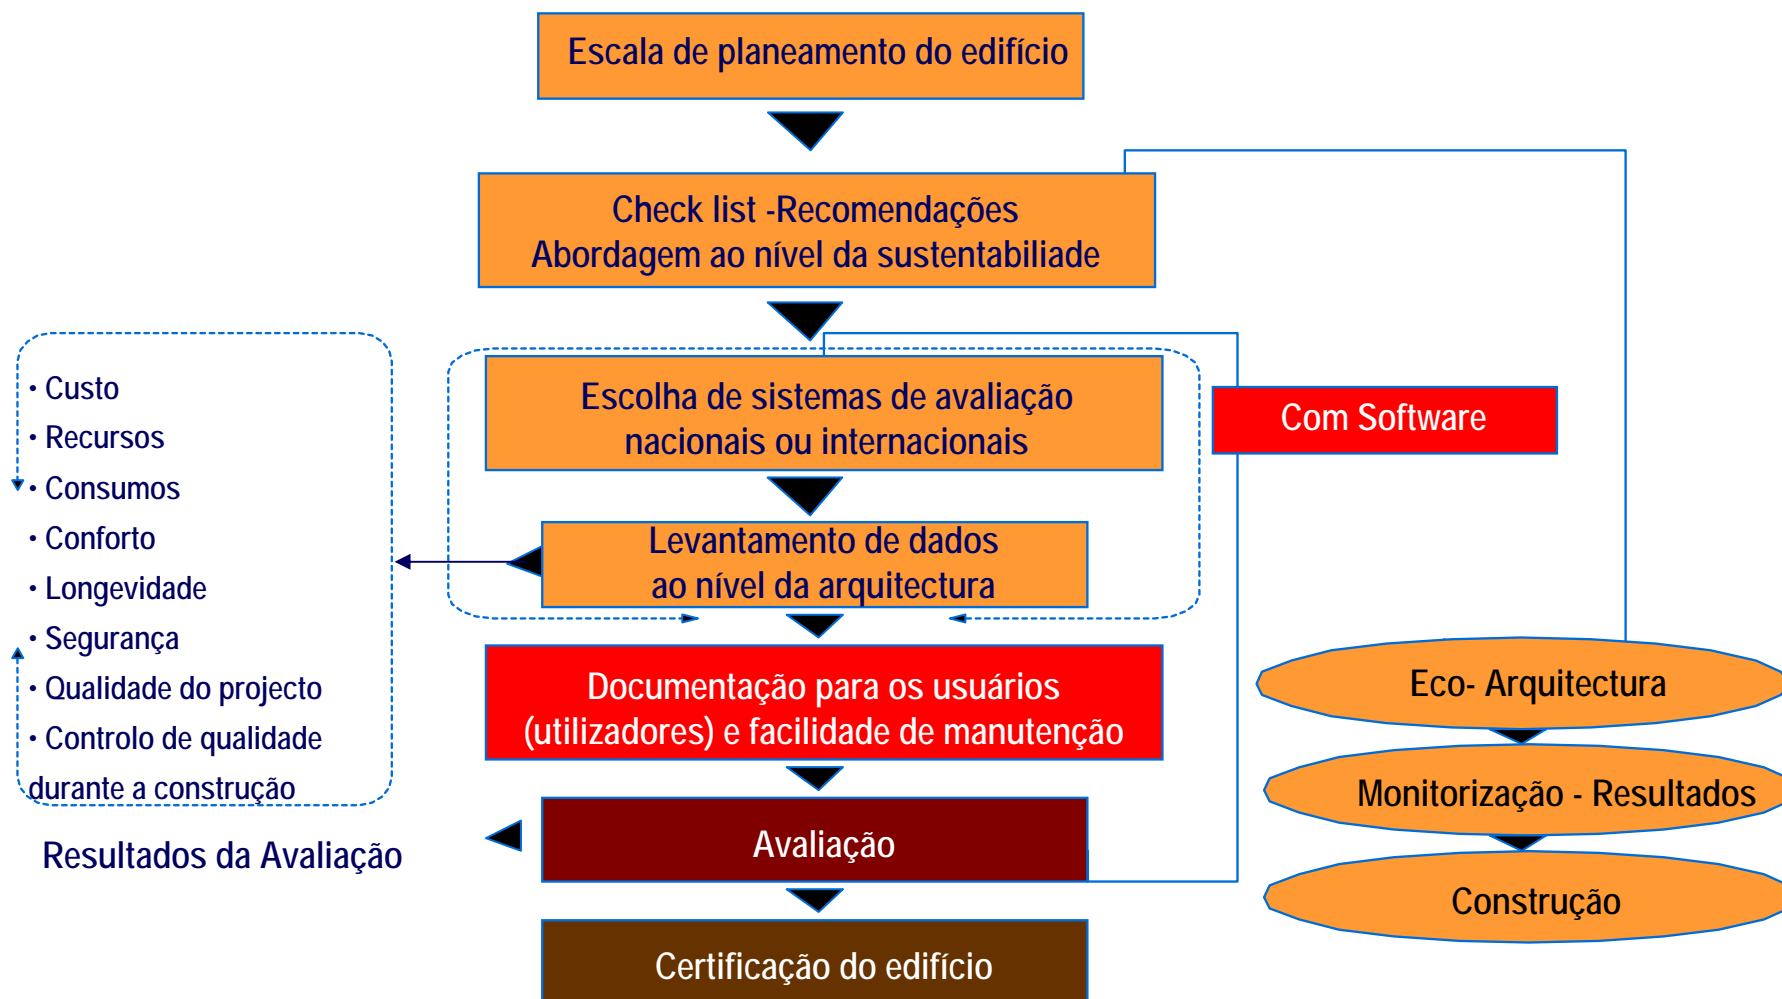 Escala de planeamento do edifício
Check list -Recomendações
Abordagem ao nível da sustentabiliade
Escolha de sistemas de avaliação
nacionais ou internacionais
Com Software
Levantamento de dados
ao nível da arquitectura
• Custo
• Recursos
• Consumos
• Conforto
• Longevidade
• Segurança
• Qualidade do projecto
• Controlo de qualidade
durante a construção
Documentação para os usuários
(utilizadores) e facilidade de manutenção
Eco- Arquitectura
Monitorização - Resultados
Construção
Avaliação
Resultados da Avaliação
Certificação do edifício